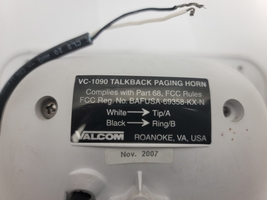 VC-1090 TALKBACK PAGING HORN
Complies with Part 68, FCC Rules
FCC Reg. No. BAFUSA-69358-KX-N
White → Tip/A
Black → Ring/B
VALCOM
ROANOKE, VA, USA
Nov. 2007